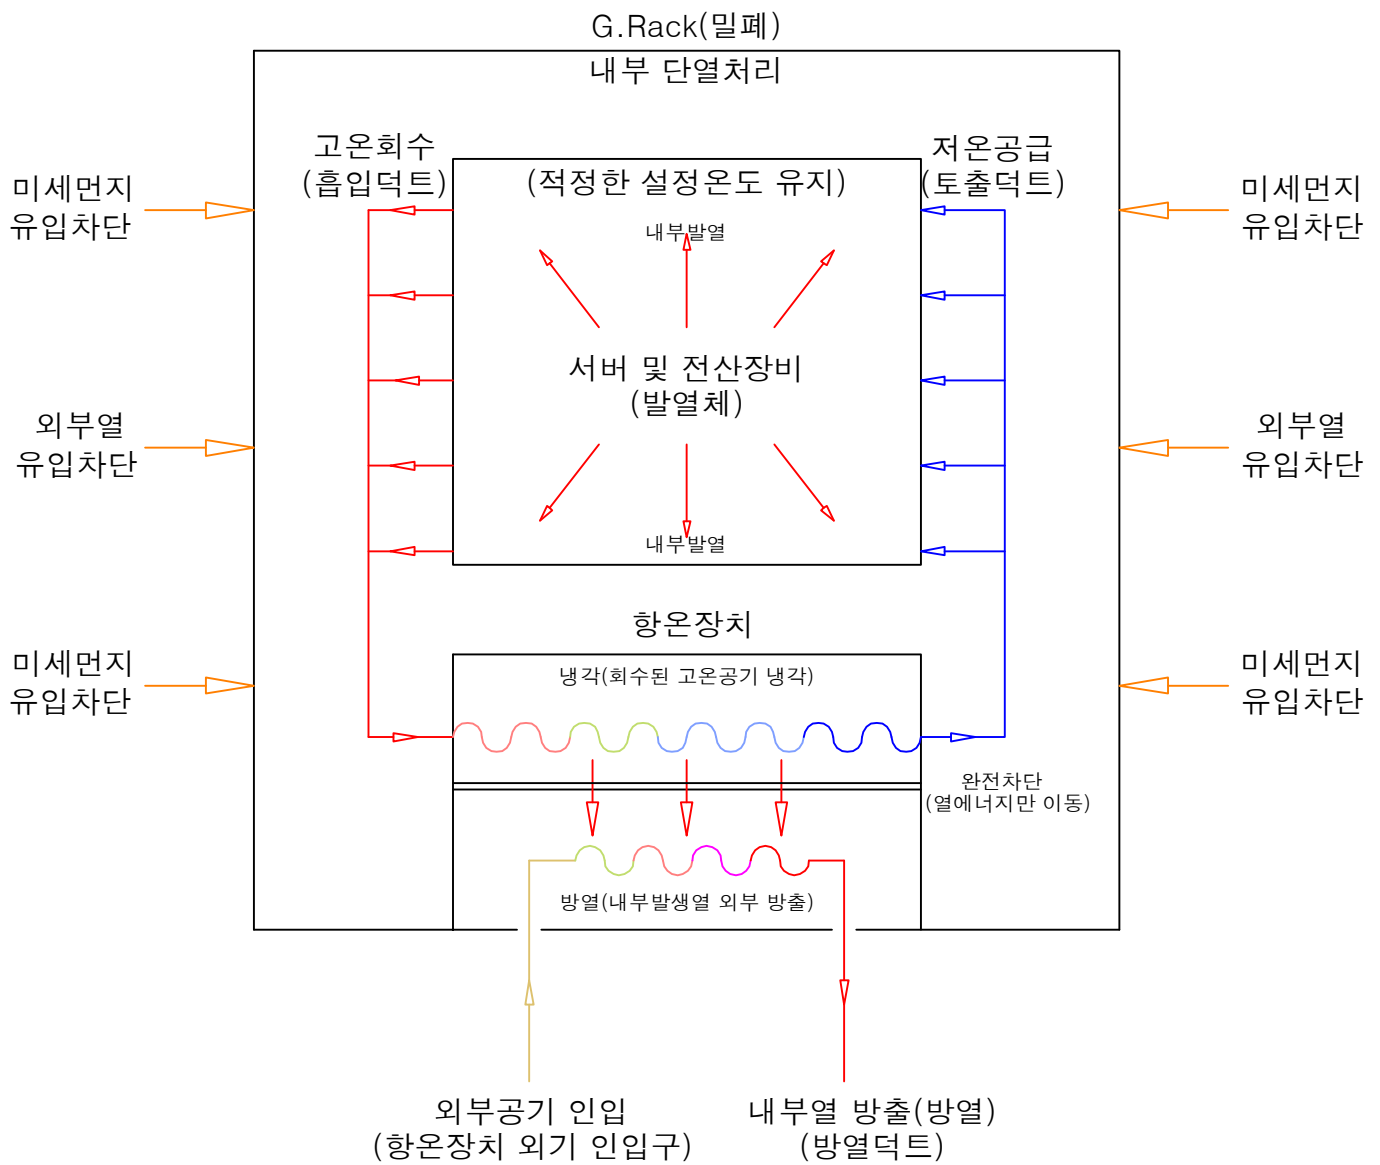 G.Rack(밀폐)
내부 단열처리
고온회수
(흡입덕트)
저온공급
(토출덕트)
(적정한 설정온도 유지)
미세먼지
유입차단
미세먼지
유입차단
내부발열
서버 및 전산장비
(발열체)
외부열
유입차단
외부열
유입차단
내부발열
항온장치
미세먼지
유입차단
미세먼지
유입차단
냉각(회수된 고온공기 냉각)
완전차단
(열에너지만 이동)
방열(내부발생열 외부 방출)
외부공기 인입
(항온장치 외기 인입구)
내부열 방출(방열)
(방열덕트)